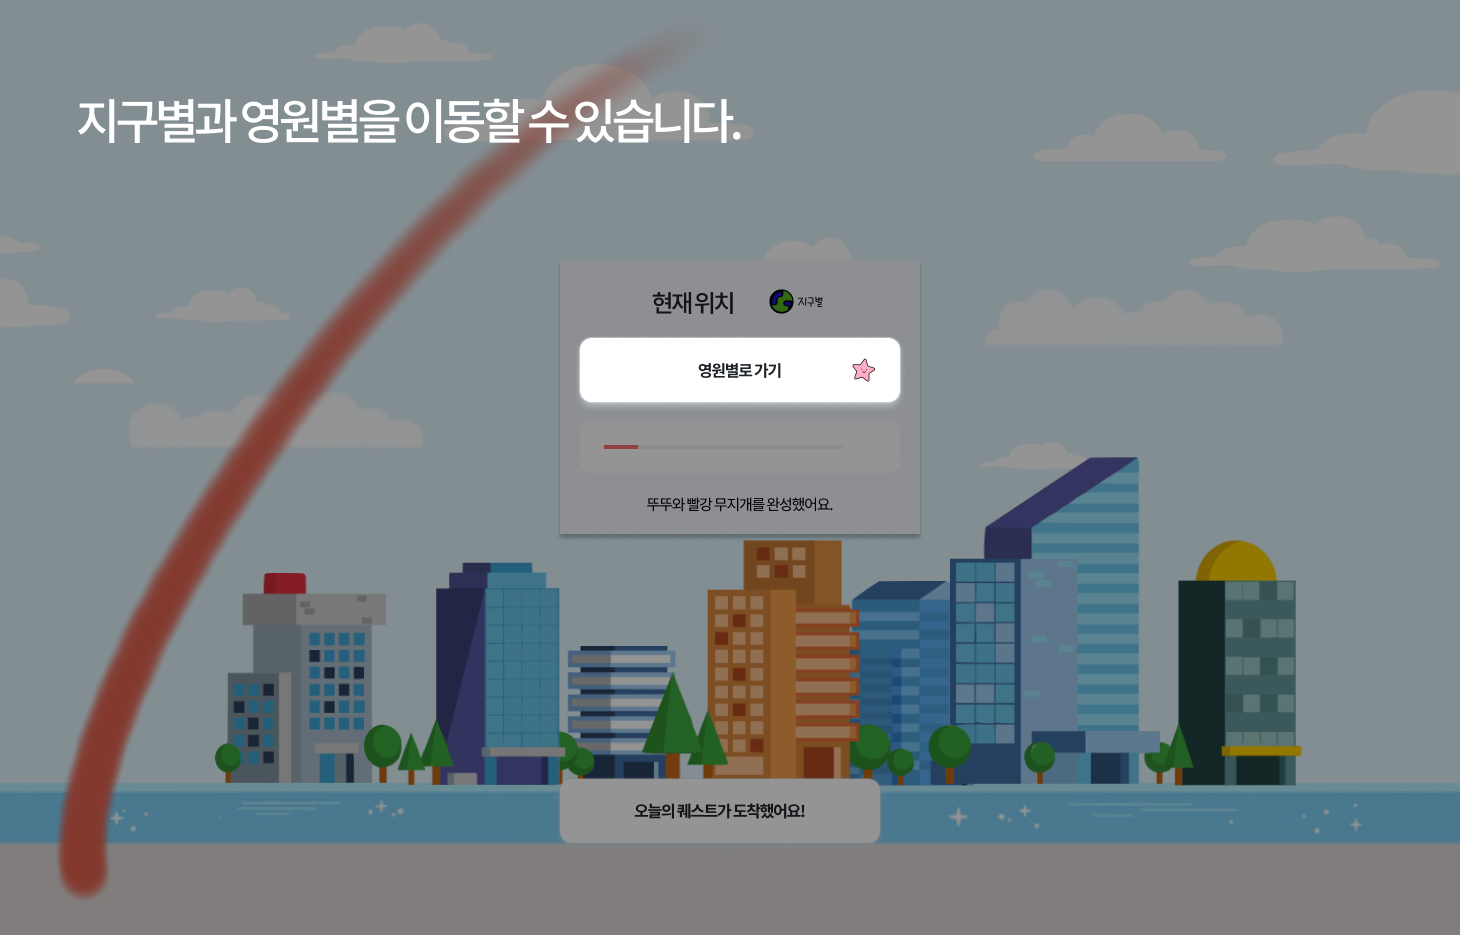 지구별과 영원별을 이동할 수 있습니다.
현재 위치 지구별
영원별로 가기
뚜뚜와 빨강 무지개를 완성했어요.
오늘의 퀘스트가 도착했어요!